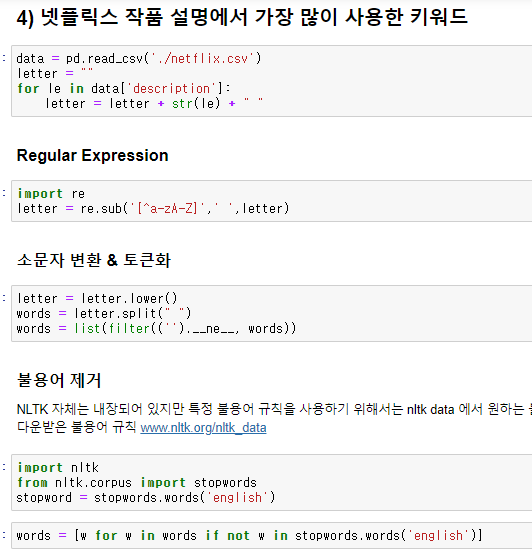 4) 넷플릭스 작품 설명에서 가장 많이 사용한 키워드
: data = pd.read_csv('./netflix.csv')
letter = ""
for le in data['description']:
    letter = letter + str(le) + " "
Regular Expression
: import re
letter = re.sub('[^a-zA-Z]',' ',letter)
소문자 변환 & 토큰화
: letter = letter.lower()
words = letter.split(" ")
words = list(filter(('').__ne__, words))
불용어 제거
NLTK 자체는 내장되어 있지만 특정 불용어 규칙을 사용하기 위해서는 nltk data 에서 원하는
다운받은 불용어 규칙 www.nltk.org/nltk_data
: import nltk
from nltk.corpus import stopwords
stopword = stopwords.words('english')
: words = [w for w in words if not w in stopwords.words('english')]